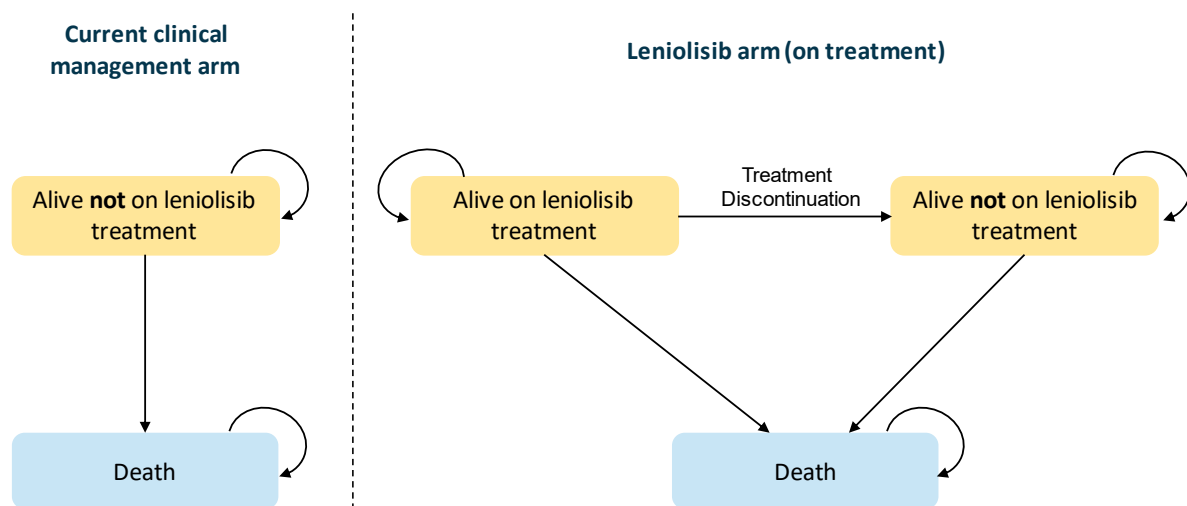 Current clinical
management arm
Leniolisib arm (on treatment)
Alive not on leniolisib
treatment
Alive on leniolisib
treatment
Treatment
Discontinuation
Alive not on leniolisib
treatment
Death
Death